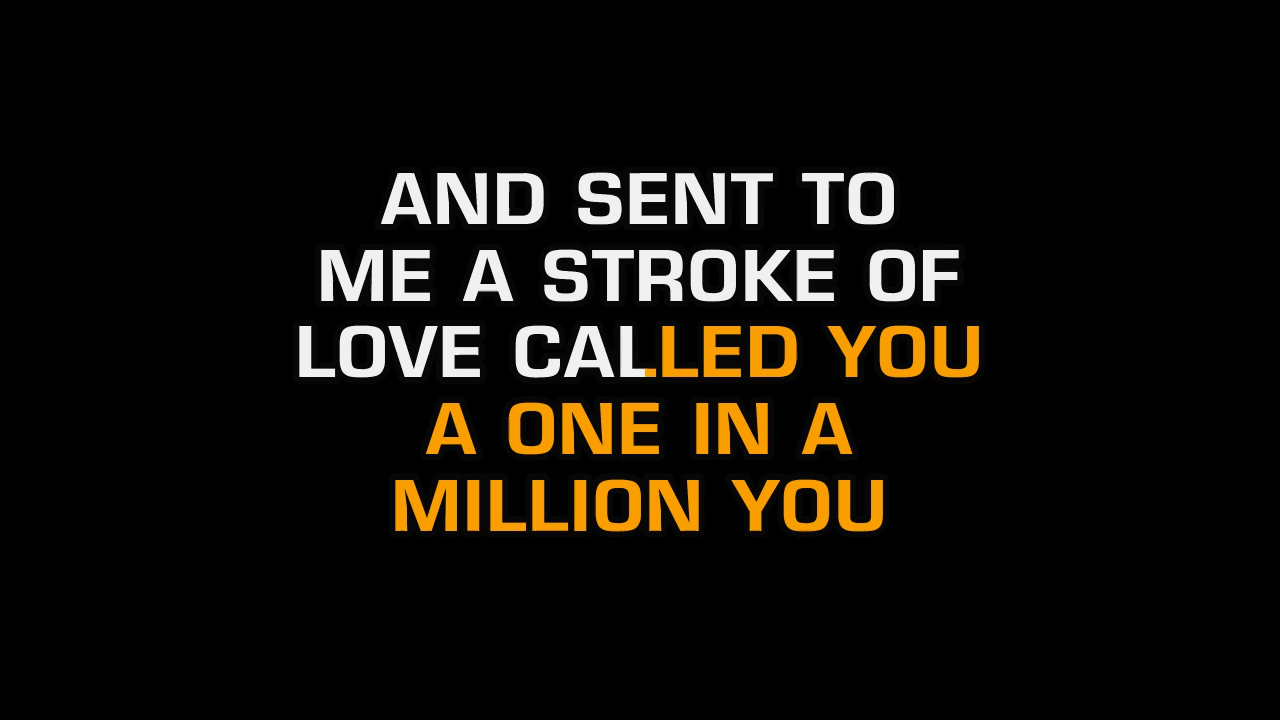 AND SENT TO
ME A STROKE OF
LOVE CALLED YOU
A ONE IN A
MILLION YOU